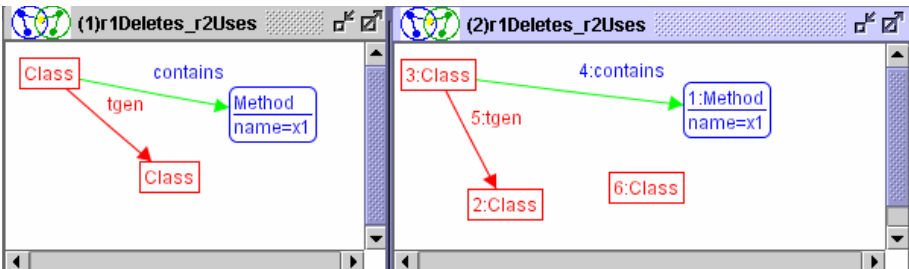 (1)r1Deletes_r2Uses
Class
contains
tgen
Method
name=x1
Class
(2)r1Deletes_r2Uses
3:Class
4:contains
1:Method
name=x1
5:tgen
6:Class
2:Class